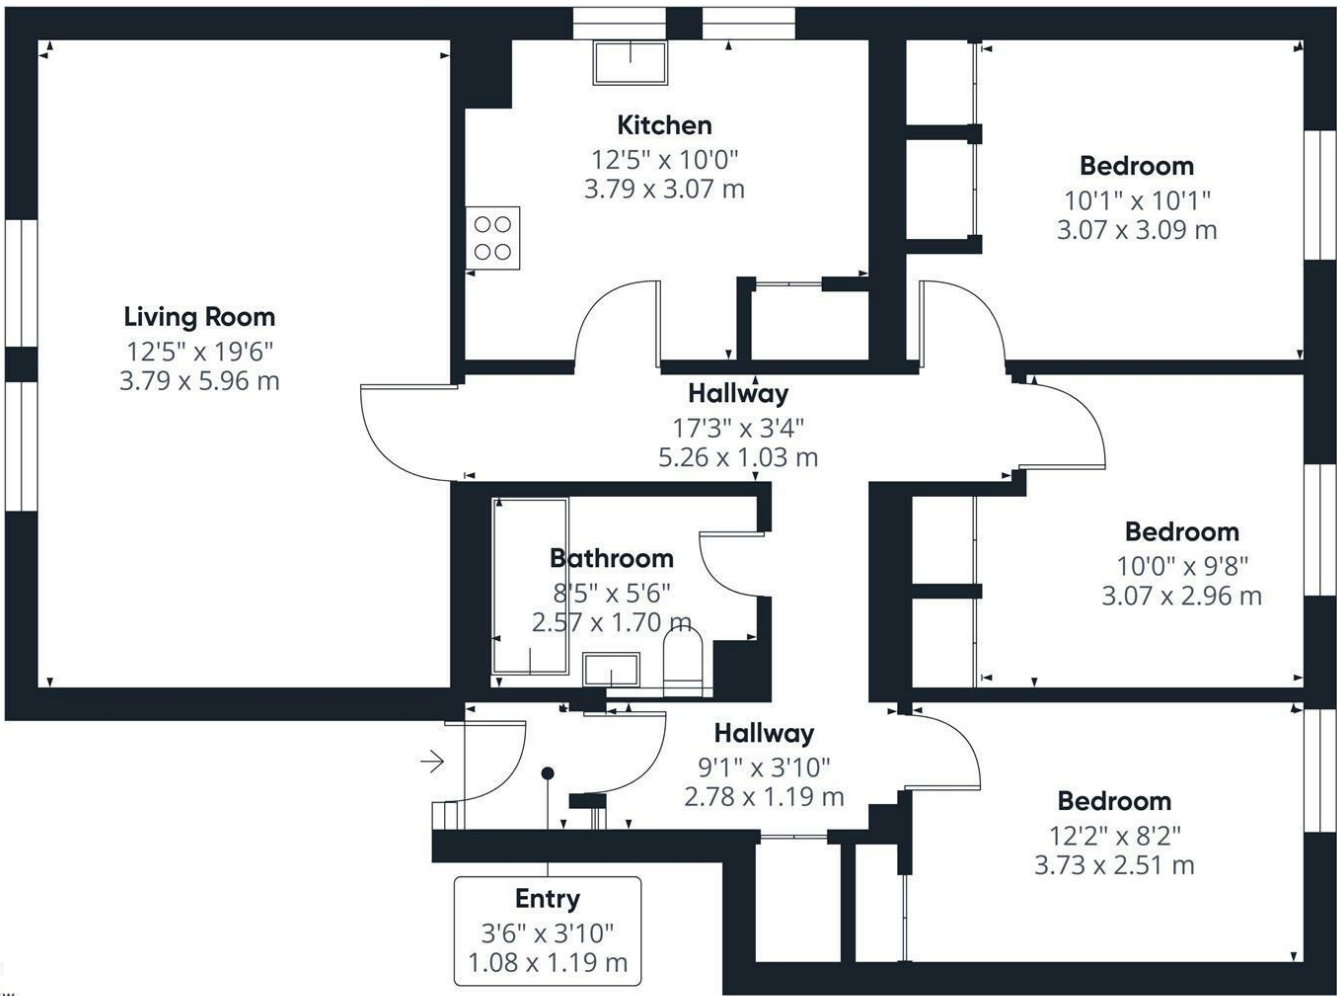 Kitchen
12'5" x 10'0"
3.79 x 3.07 m
Bedroom
10'1" x 10'1"
3.07 x 3.09 m
Living Room
12'5" x 19'6"
3.79 x 5.96 m
Hallway
17'3" x 3'4"
5.26 x 1.03 m
Bedroom
10'0" x 9'8"
3.07 x 2.96 m
Bathroom
8'5" x 5'6"
2.57 x 1.70 m
Hallway
9'1" x 3'10"
2.78 x 1.19 m
Bedroom
12'2" x 8'2"
3.73 x 2.51 m
Entry
3'6" x 3'10"
1.08 x 1.19 m